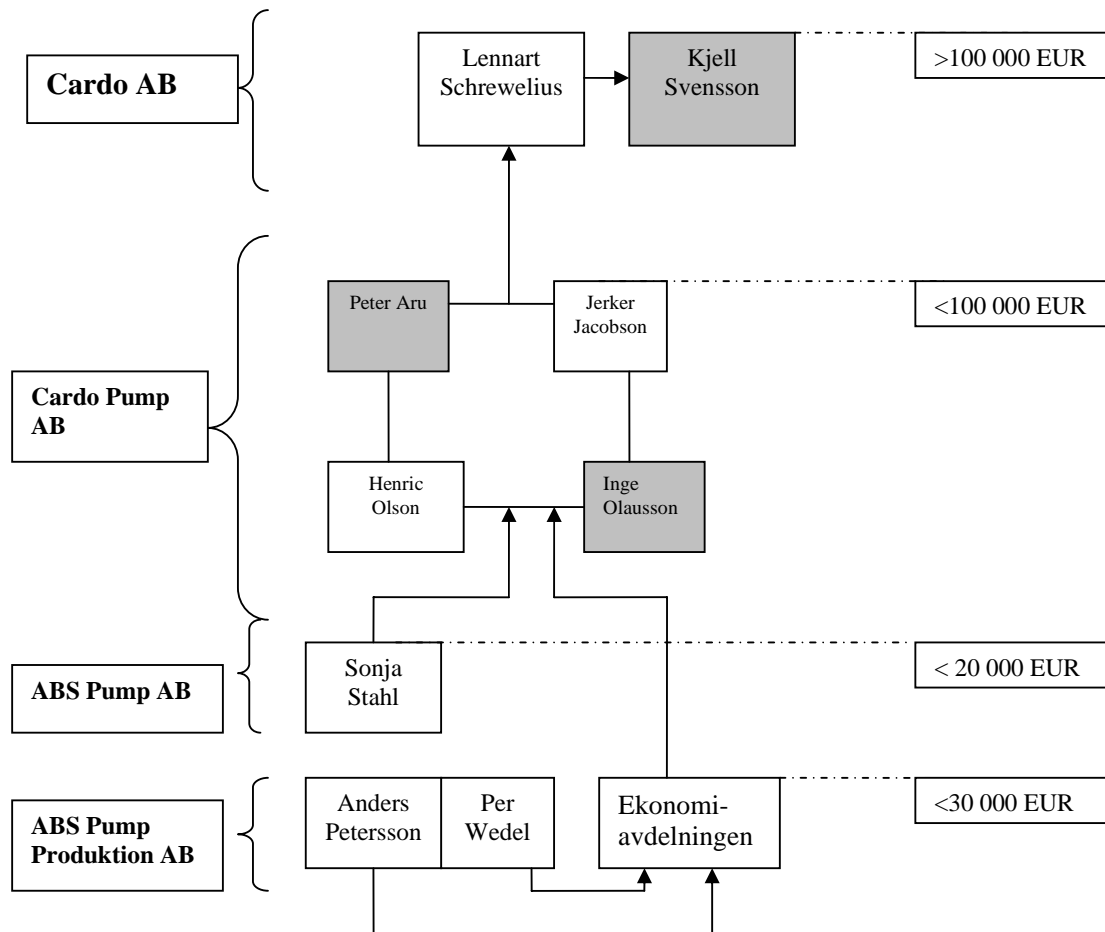 Cardo AB
Lennart
Schrewelius
Kjell
Svensson
>100 000 EUR
Peter Aru
Jerker
Jacobson
<100 000 EUR
Cardo Pump
AB
Henric
Olson
Inge
Olausson
ABS Pump AB
Sonja
Stahl
< 20 000 EUR
ABS Pump
Produktion AB
Anders
Petersson
Per
Wedel
Ekonomi-
avdelningen
<30 000 EUR